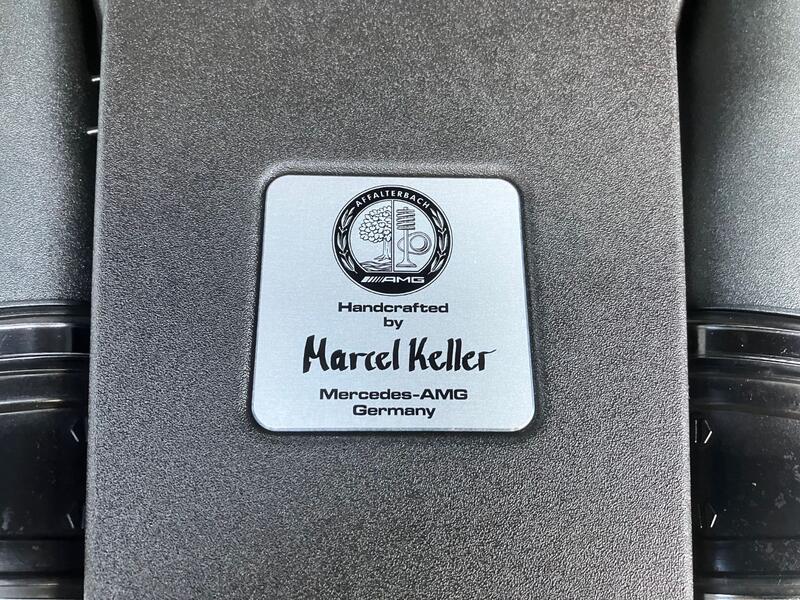 AFFALTERBACH
AMG
Handcrafted
by
Marcel Keller
Mercedes-AMG
Germany